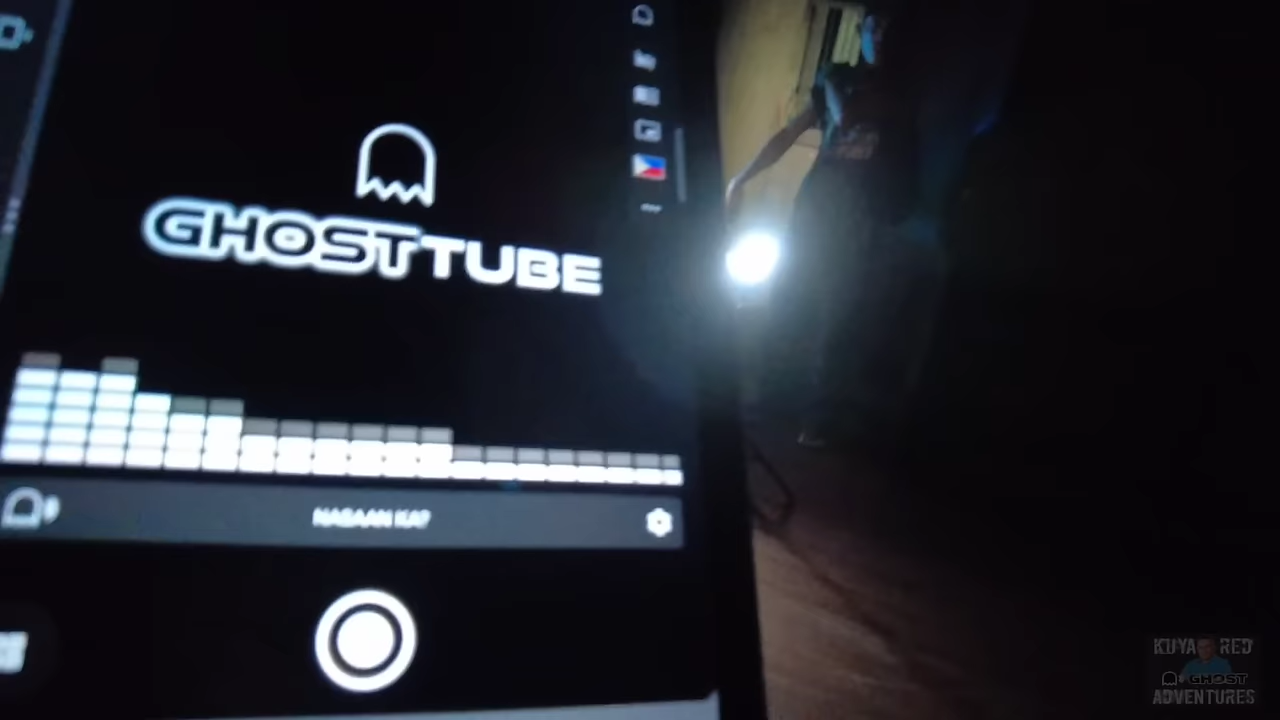 GHOSTTUBE
NASAAN KA?
KUYA RED
GHOST
ADVENTURES